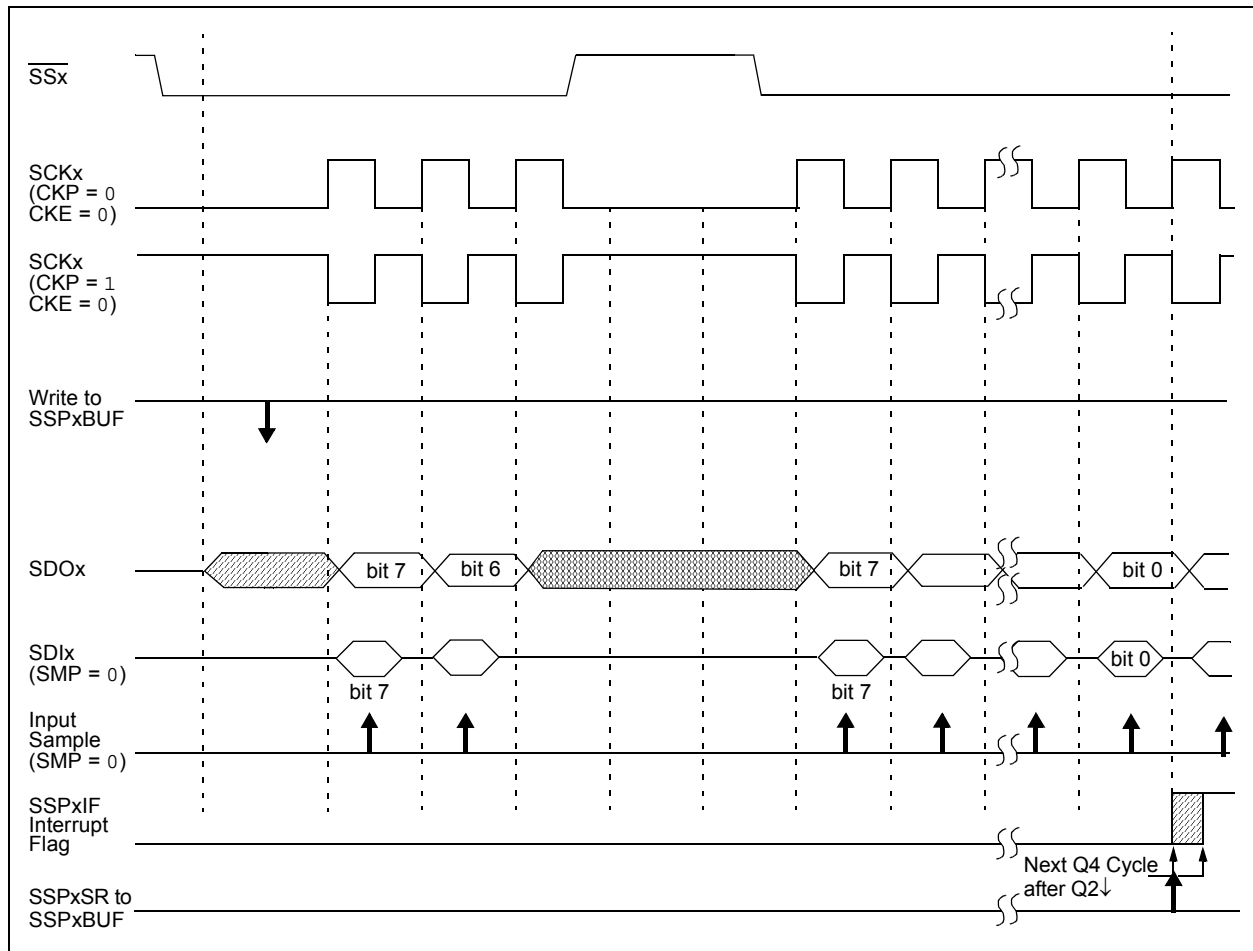 SSx
SCKx
(CKP = 0
CKE = 0)
SCKx
(CKP = 1
CKE = 0)
Write to
SSPxBUF
SDOx
bit 7
bit 6
bit 7
bit 0
SDIx
(SMP = 0)
bit 7
bit 7
bit 0
Input
Sample
(SMP = 0)
SSPxIF
Interrupt
Flag
Next Q4 Cycle
after Q2↓
SSPxSR to
SSPxBUF